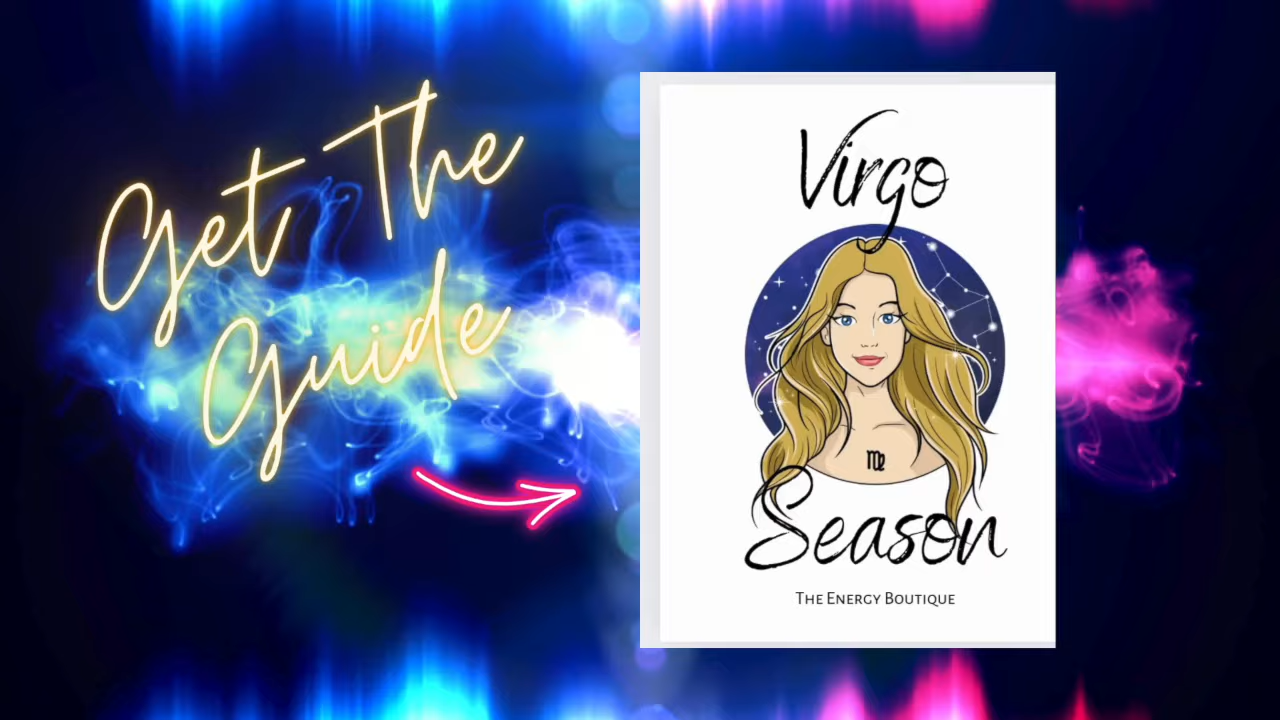 Get The
Guide
Virgo
♍
Season
The Energy Boutique